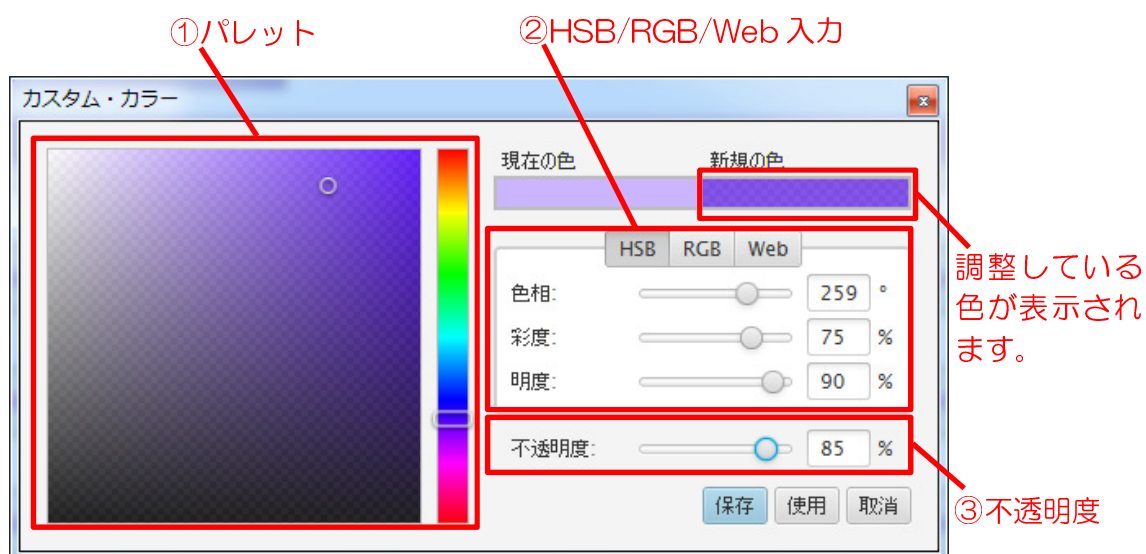 ①パレット
②HSB/RGB/Web 入力
カスタム・カラー
現在の色
新規の色
HSB
RGB
Web
色相:
259 °
彩度:
75 %
明度:
90 %
不透明度:
85 %
保存
使用
取消
調整している
色が表示され
ます。
③不透明度